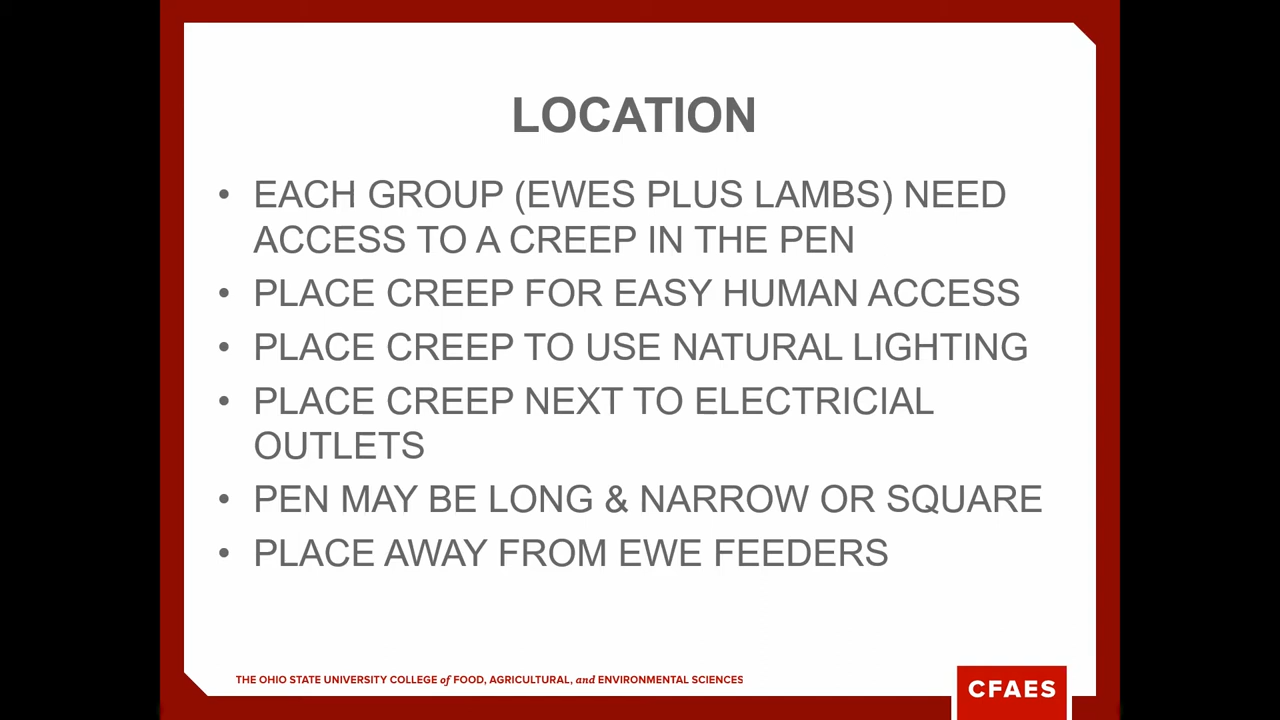 LOCATION
• EACH GROUP (EWES PLUS LAMBS) NEED
ACCESS TO A CREEP IN THE PEN
• PLACE CREEP FOR EASY HUMAN ACCESS
• PLACE CREEP TO USE NATURAL LIGHTING
• PLACE CREEP NEXT TO ELECTRICIAL
OUTLETS
• PEN MAY BE LONG & NARROW OR SQUARE
• PLACE AWAY FROM EWE FEEDERS
THE OHIO STATE UNIVERSITY COLLEGE of FOOD, AGRICULTURAL, and ENVIRONMENTAL SCIENCES
CFAES